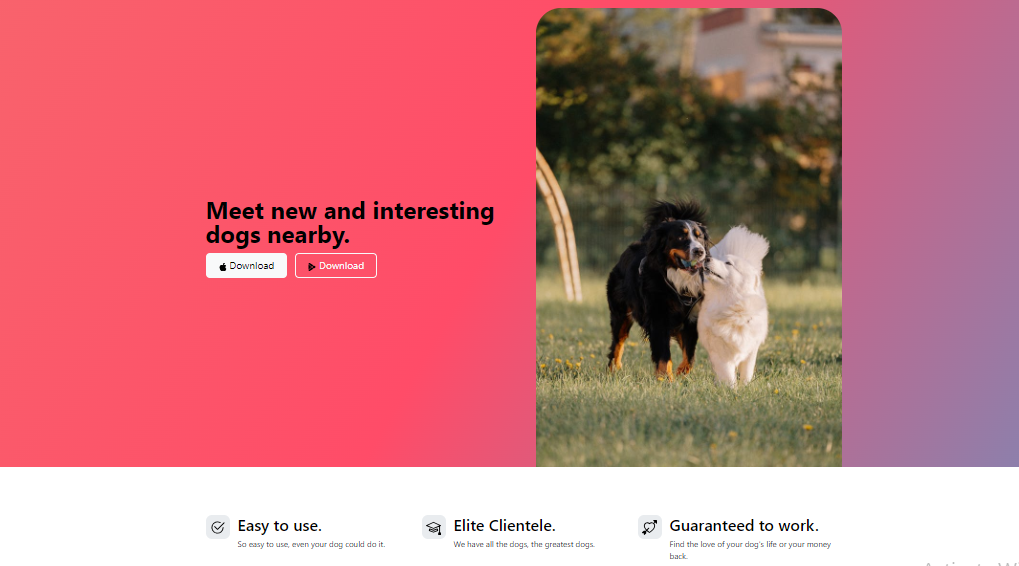 Meet new and interesting
dogs nearby.
Download
Download
Easy to use.
So easy to use, even your dog could do it.
Elite Clientele.
We have all the dogs, the greatest dogs.
Guaranteed to work.
Find the love of your dog's life or your money
back.